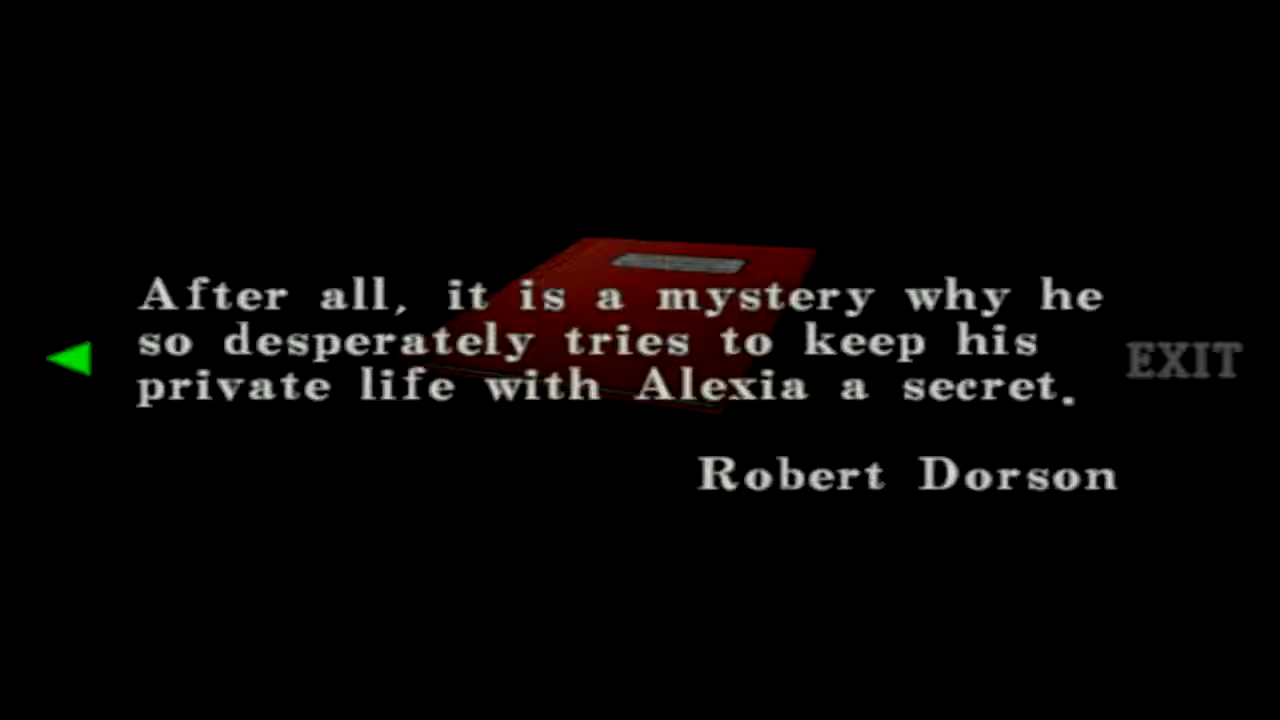 After all, it is a mystery why he
so desperately tries to keep his
private life with Alexia a secret.
EXIT
Robert Dorson